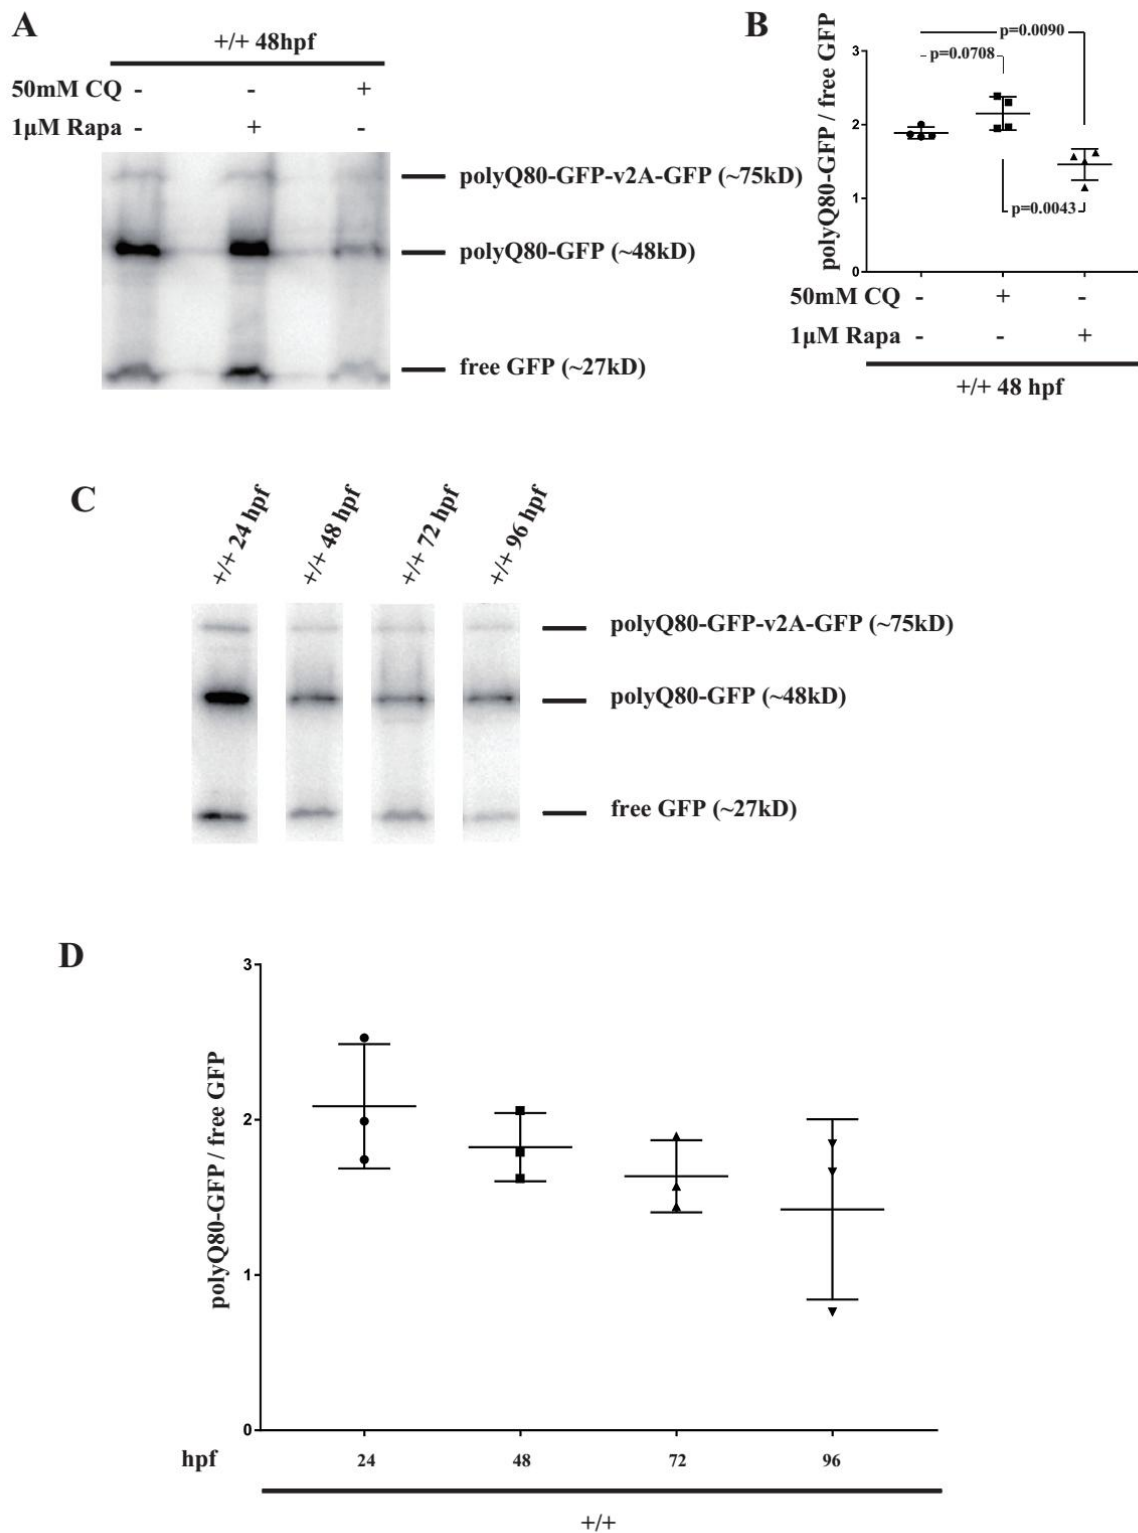 A
+/+ 48hpf
50mM CQ - - +
1μM Rapa - + -
polyQ80-GFP-v2A-GFP (~75kD)
polyQ80-GFP (~48kD)
free GFP (~27kD)
B
polyQ80-GFP / free GFP
3
2
1
0
p=0.0090
p=0.0708
p=0.0043
50mM CQ - + -
1μM Rapa - - +
+/+ 48 hpf
C
+/+ 24 hpf
+/+ 48 hpf
+/+ 72 hpf
+/+ 96 hpf
polyQ80-GFP-v2A-GFP (~75kD)
polyQ80-GFP (~48kD)
free GFP (~27kD)
D
polyQ80-GFP / free GFP
3
2
1
0
hpf 24 48 72 96
+/+